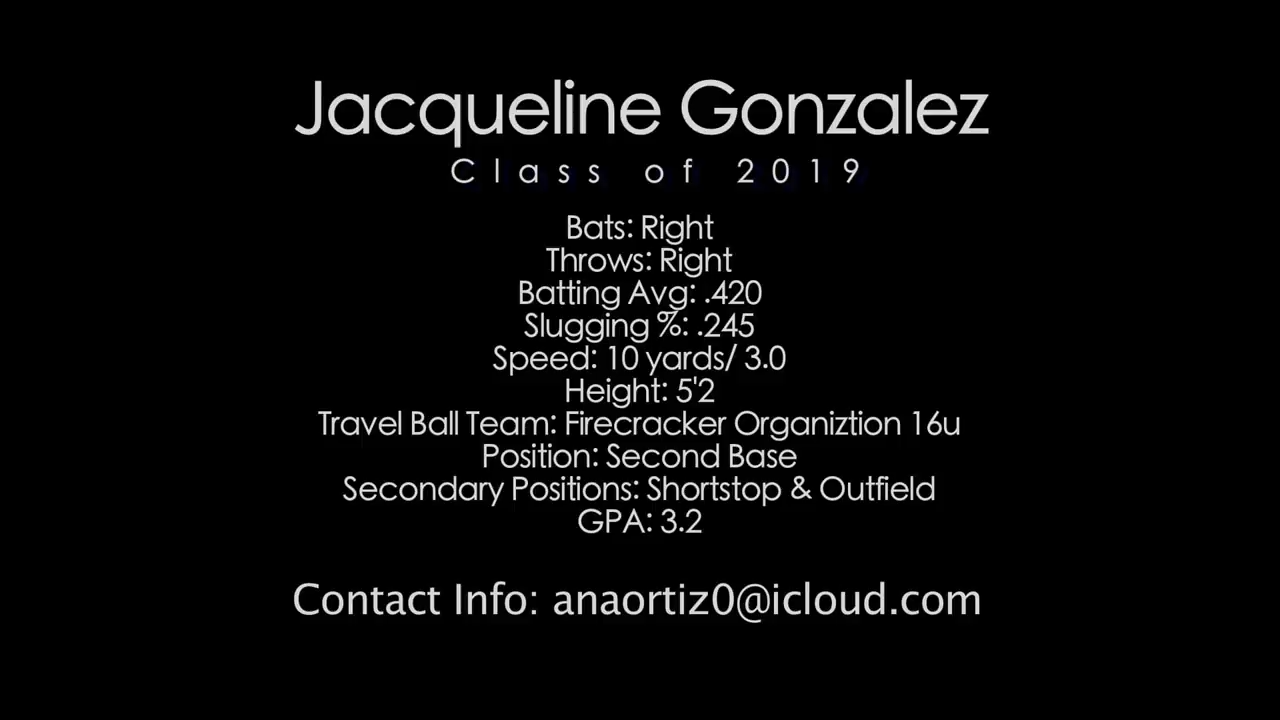 Jacqueline Gonzalez
Class of 2019
Bats: Right
Throws: Right
Batting Avg: .420
Slugging %: .245
Speed: 10 yards/ 3.0
Height: 5'2
Travel Ball Team: Firecracker Organiztion 16u
Position: Second Base
Secondary Positions: Shortstop & Outfield
GPA: 3.2
Contact Info: anaortiz0@icloud.com